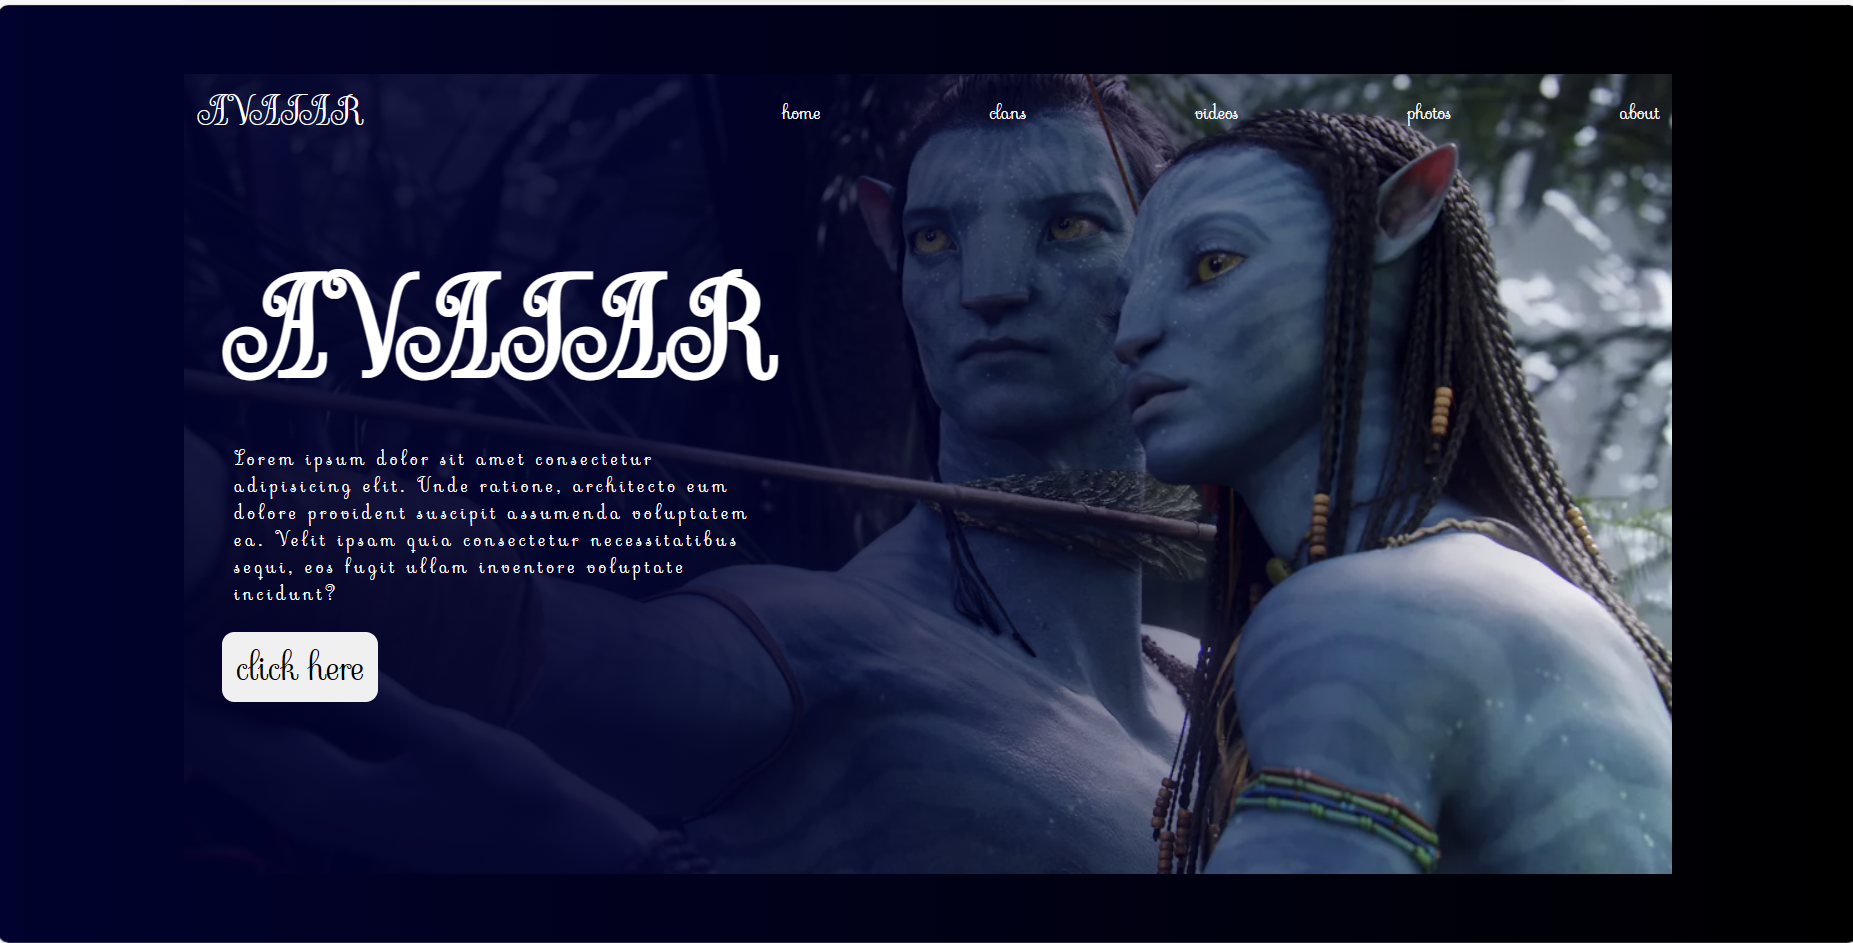 AVATAR
home clans videos photos about
AVATAR
Lorem ipsum dolor sit amet consectetur
adipisicing elit. Unde ratione, architecto eum
dolore provident suscipit assumenda voluptatem
ea. Velit ipsam quia consectetur necessitatibus
sequi, eos fugit ullam inventore voluptate
incidunt?
click here